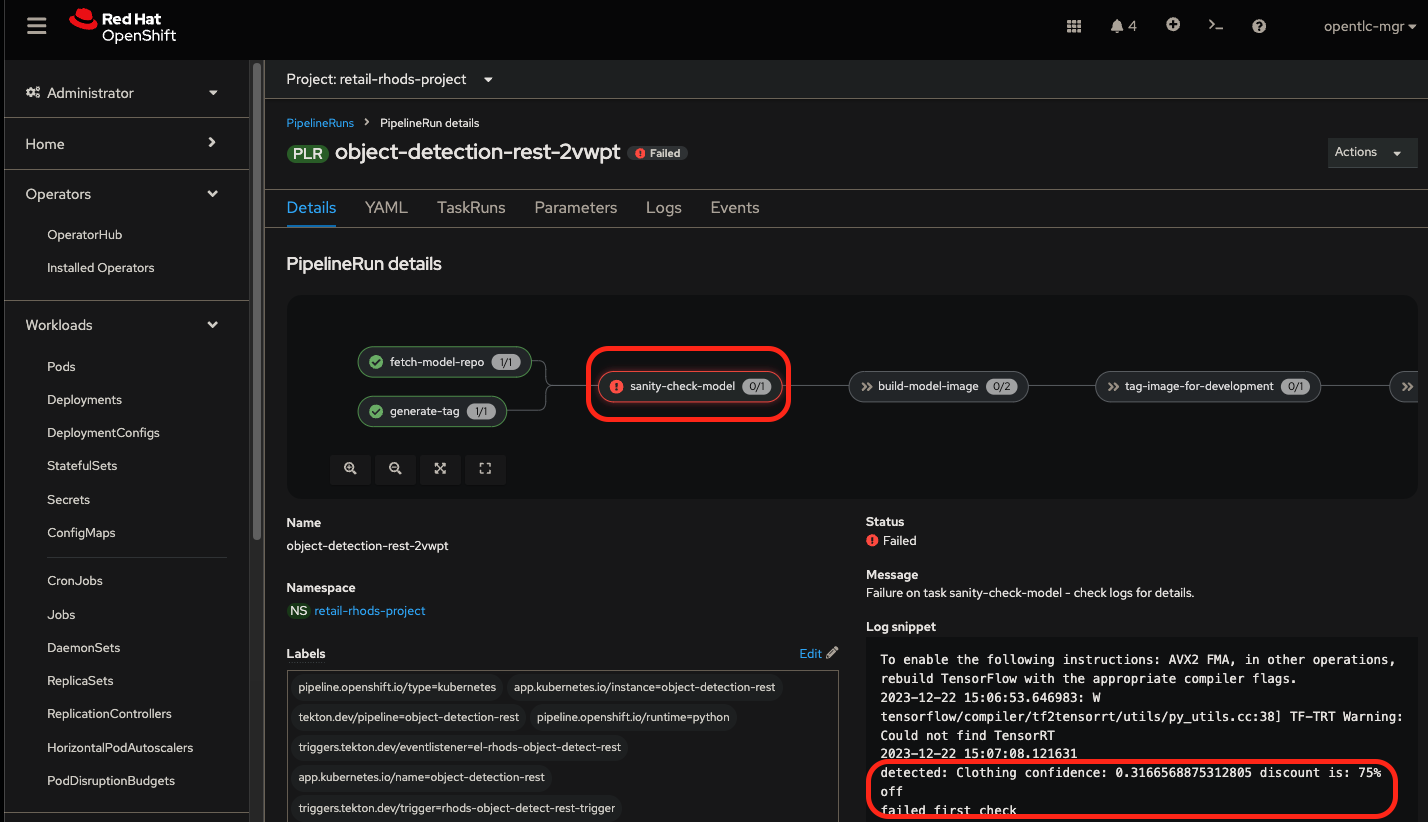 Red Hat
OpenShift
4
opentlc-mgr
Administrator
Home
Operators
OperatorHub
Installed Operators
Workloads
Pods
Deployments
DeploymentConfigs
StatefulSets
Secrets
ConfigMaps
CronJobs
Jobs
DaemonSets
ReplicaSets
ReplicationControllers
HorizontalPodAutoscalers
PodDisruptionBudgets
Project: retail-rhods-project
PipelineRuns > PipelineRun details
PLR object-detection-rest-2vwpt Failed
Actions
Details YAML TaskRuns Parameters Logs Events
PipelineRun details
fetch-model-repo 1/1
generate-tag 1/1
sanity-check-model 0/1
build-model-image 0/2
tag-image-for-development 0/1
Name
object-detection-rest-2vwpt
Namespace
NS retail-rhods-project
Labels Edit
pipeline.openshift.io/type=kubernetes app.kubernetes.io/instance=object-detection-rest
tekton.dev/pipeline=object-detection-rest pipeline.openshift.io/runtime=python
triggers.tekton.dev/eventlistener=el-rhods-object-detect-rest
app.kubernetes.io/name=object-detection-rest
triggers.tekton.dev/trigger=rhods-object-detect-rest-trigger
Status
Failed
Message
Failure on task sanity-check-model - check logs for details.
Log snippet
To enable the following instructions: AVX2 FMA, in other operations,
rebuild TensorFlow with the appropriate compiler flags.
2023-12-22 15:06:53.646983: W
tensorflow/compiler/tf2tensorrt/utils/py_utils.cc:38] TF-TRT Warning:
Could not find TensorRT
2023-12-22 15:07:08.121631
detected: Clothing confidence: 0.3166568875312805 discount is: 75%
off
failed first check